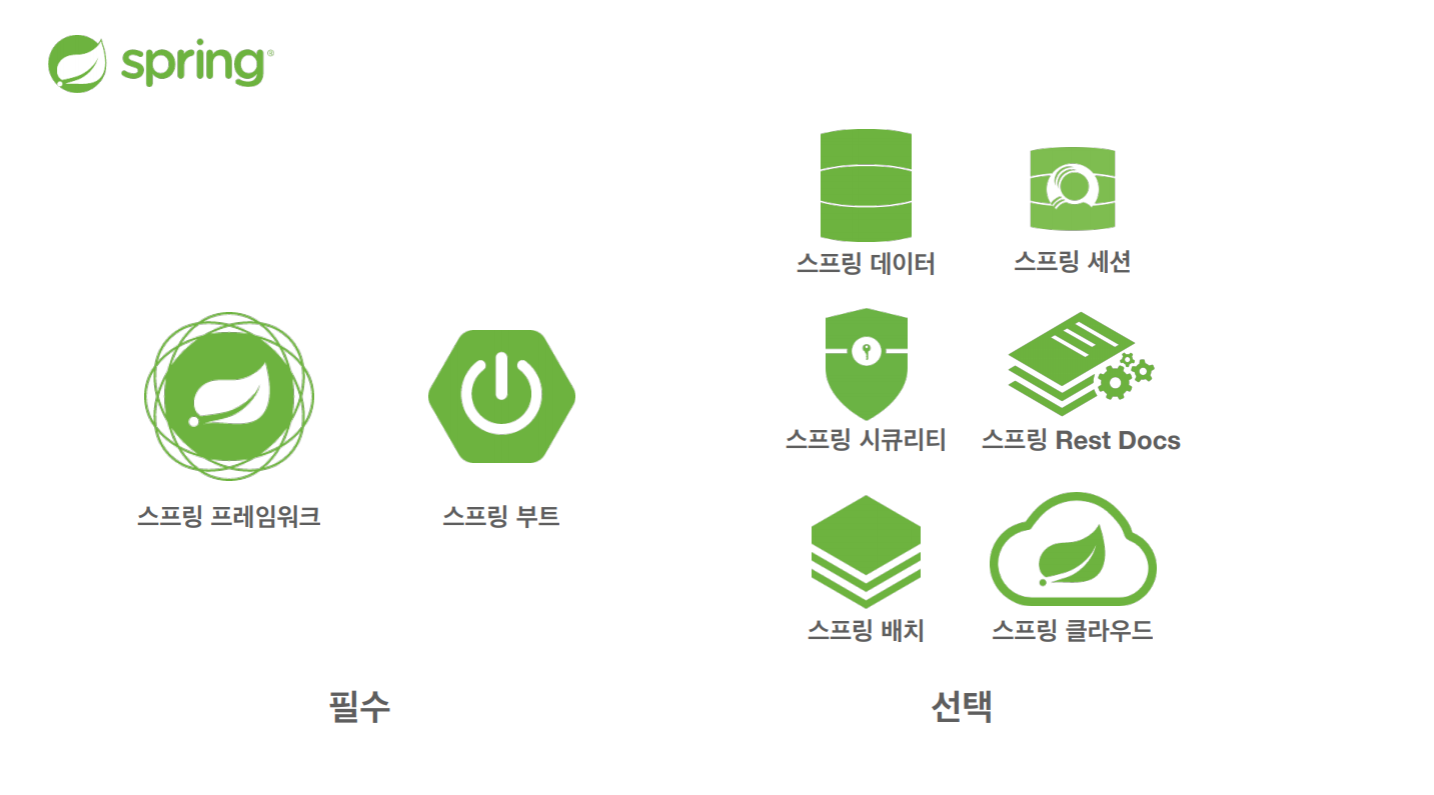 spring®
스프링 데이터
스프링 세션
스프링 시큐리티
스프링 Rest Docs
스프링 프레임워크
스프링 부트
스프링 배치
스프링 클라우드
필수
선택